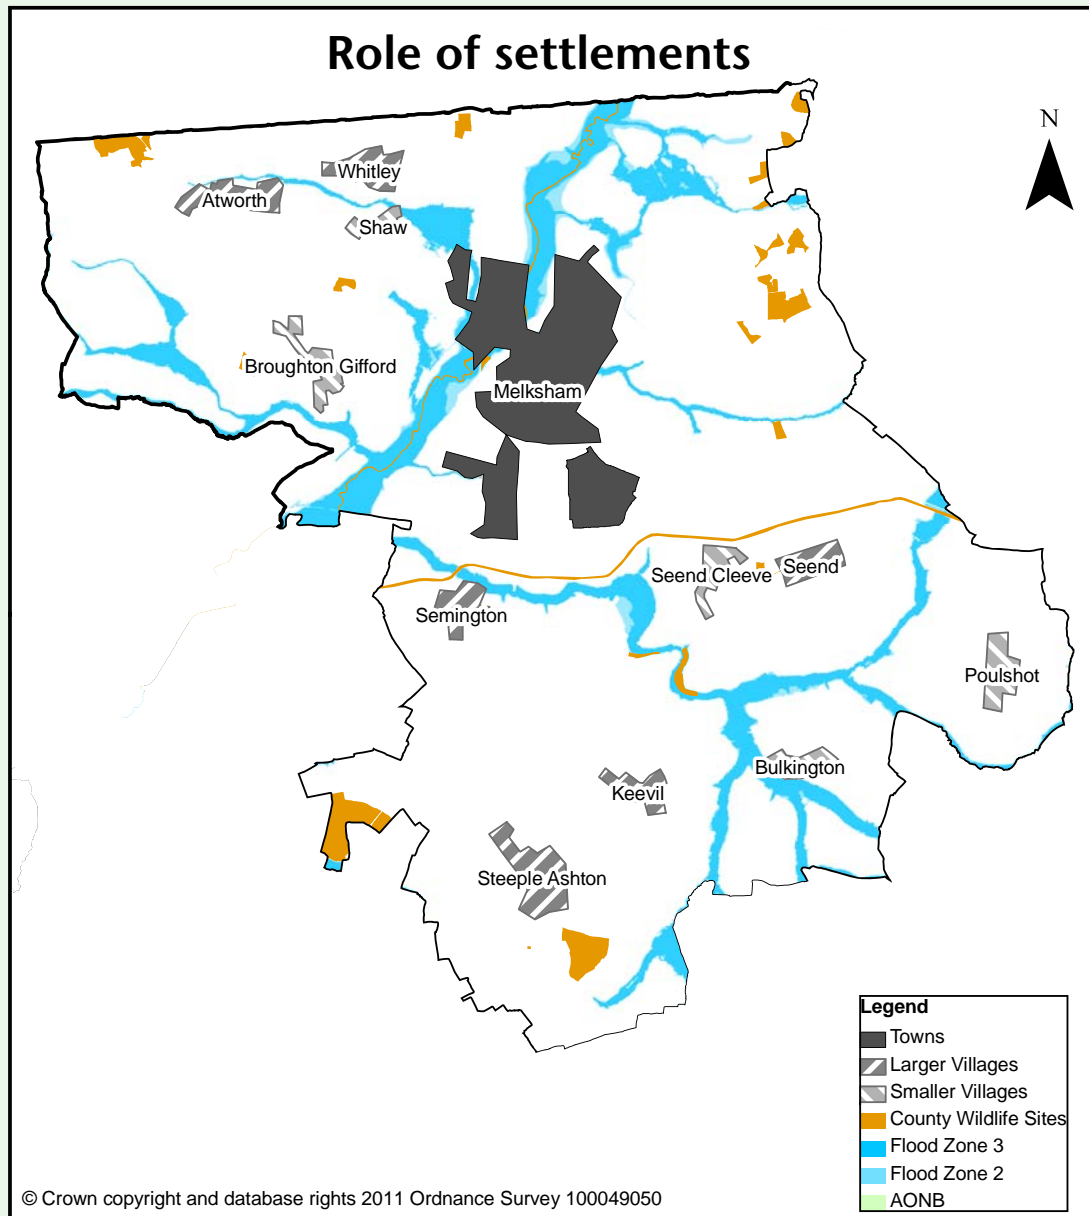 Role of settlements
N
Whitley
Atworth
Shaw
Broughton Gifford
Melksham
Seend Cleeve
Seend
Semington
Poulshot
Bulkington
Keevil
Steeple Ashton
Legend
Towns
Larger Villages
Smaller Villages
County Wildlife Sites
Flood Zone 3
Flood Zone 2
AONB
© Crown copyright and database rights 2011 Ordnance Survey 100049050